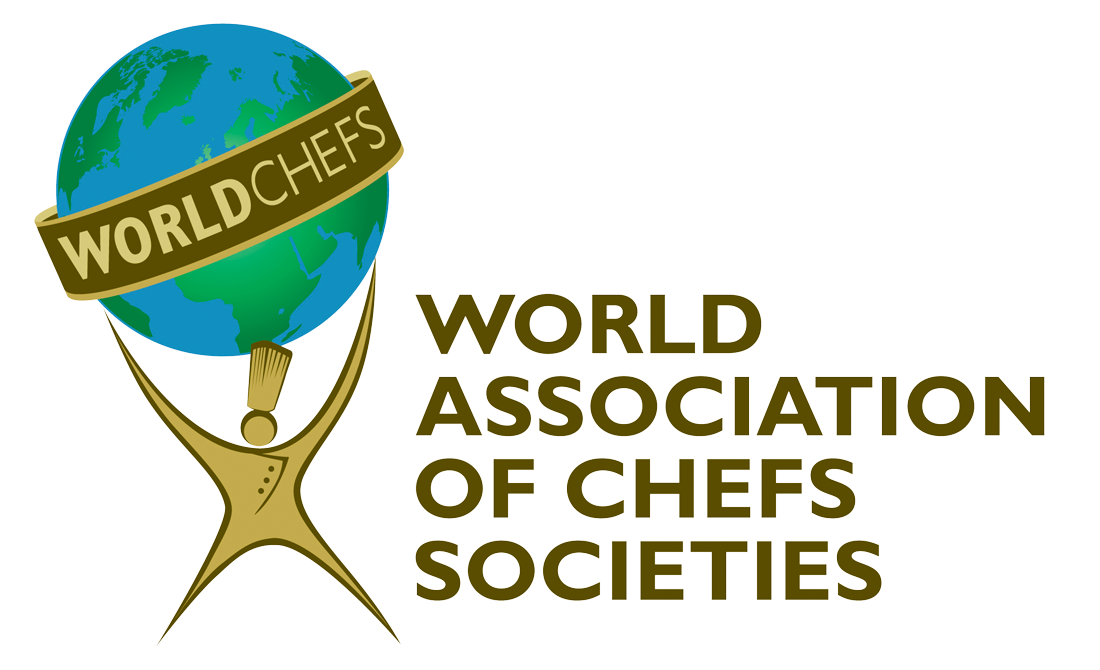 WORLDCHEFS
WORLD
ASSOCIATION
OF CHEFS
SOCIETIES